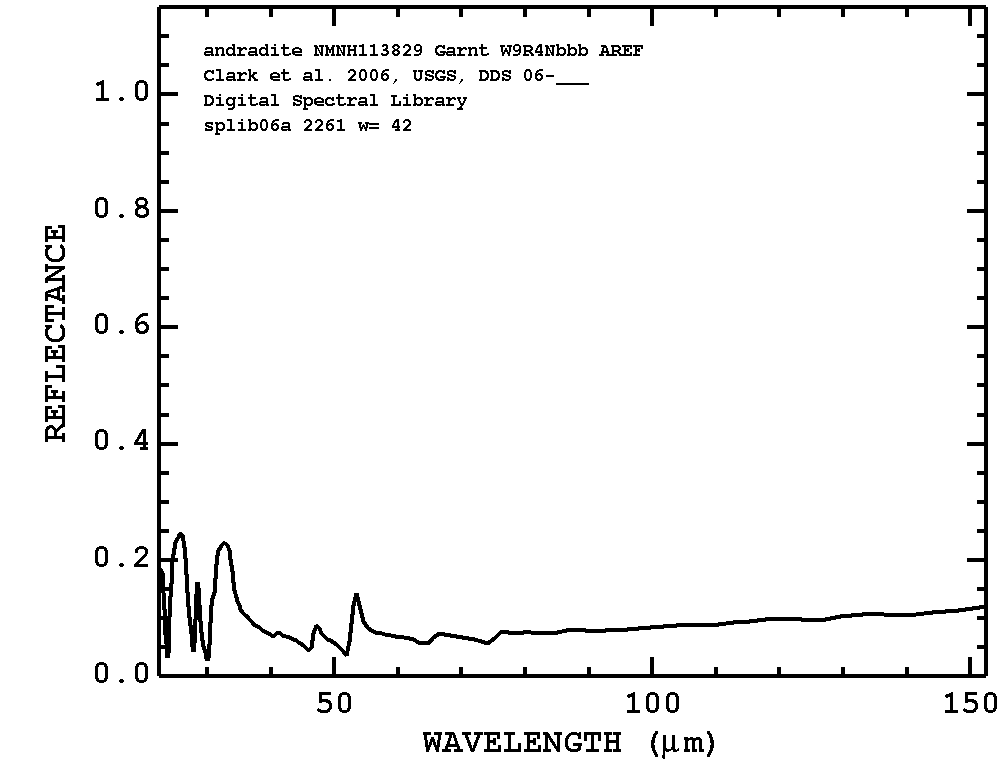 andradite NMNH113829 Garnt W9R4Nbbb AREF
Clark et al. 2006, USGS, DDS 06-___
Digital Spectral Library
splib06a 2261 w= 42
1.0
0.8
0.6
0.4
0.2
0.0
REFLECTANCE
50 100 150
WAVELENGTH (μm)